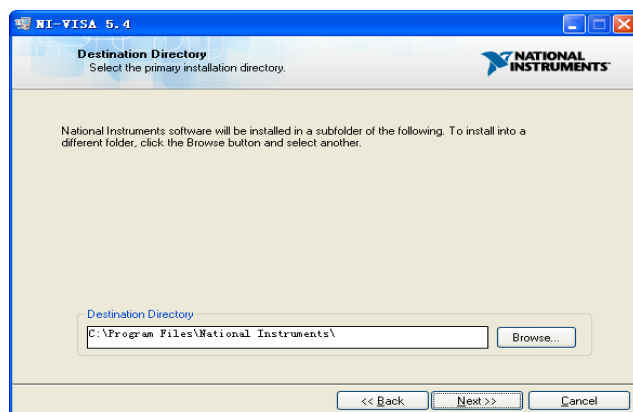 NI-VISA 5.4
Destination Directory
Select the primary installation directory.
NATIONAL
INSTRUMENTS™
National Instruments software will be installed in a subfolder of the following. To install into a
different folder, click the Browse button and select another.
Destination Directory
C:\Program Files\National Instruments\
Browse...
<< Back
Next >>
Cancel